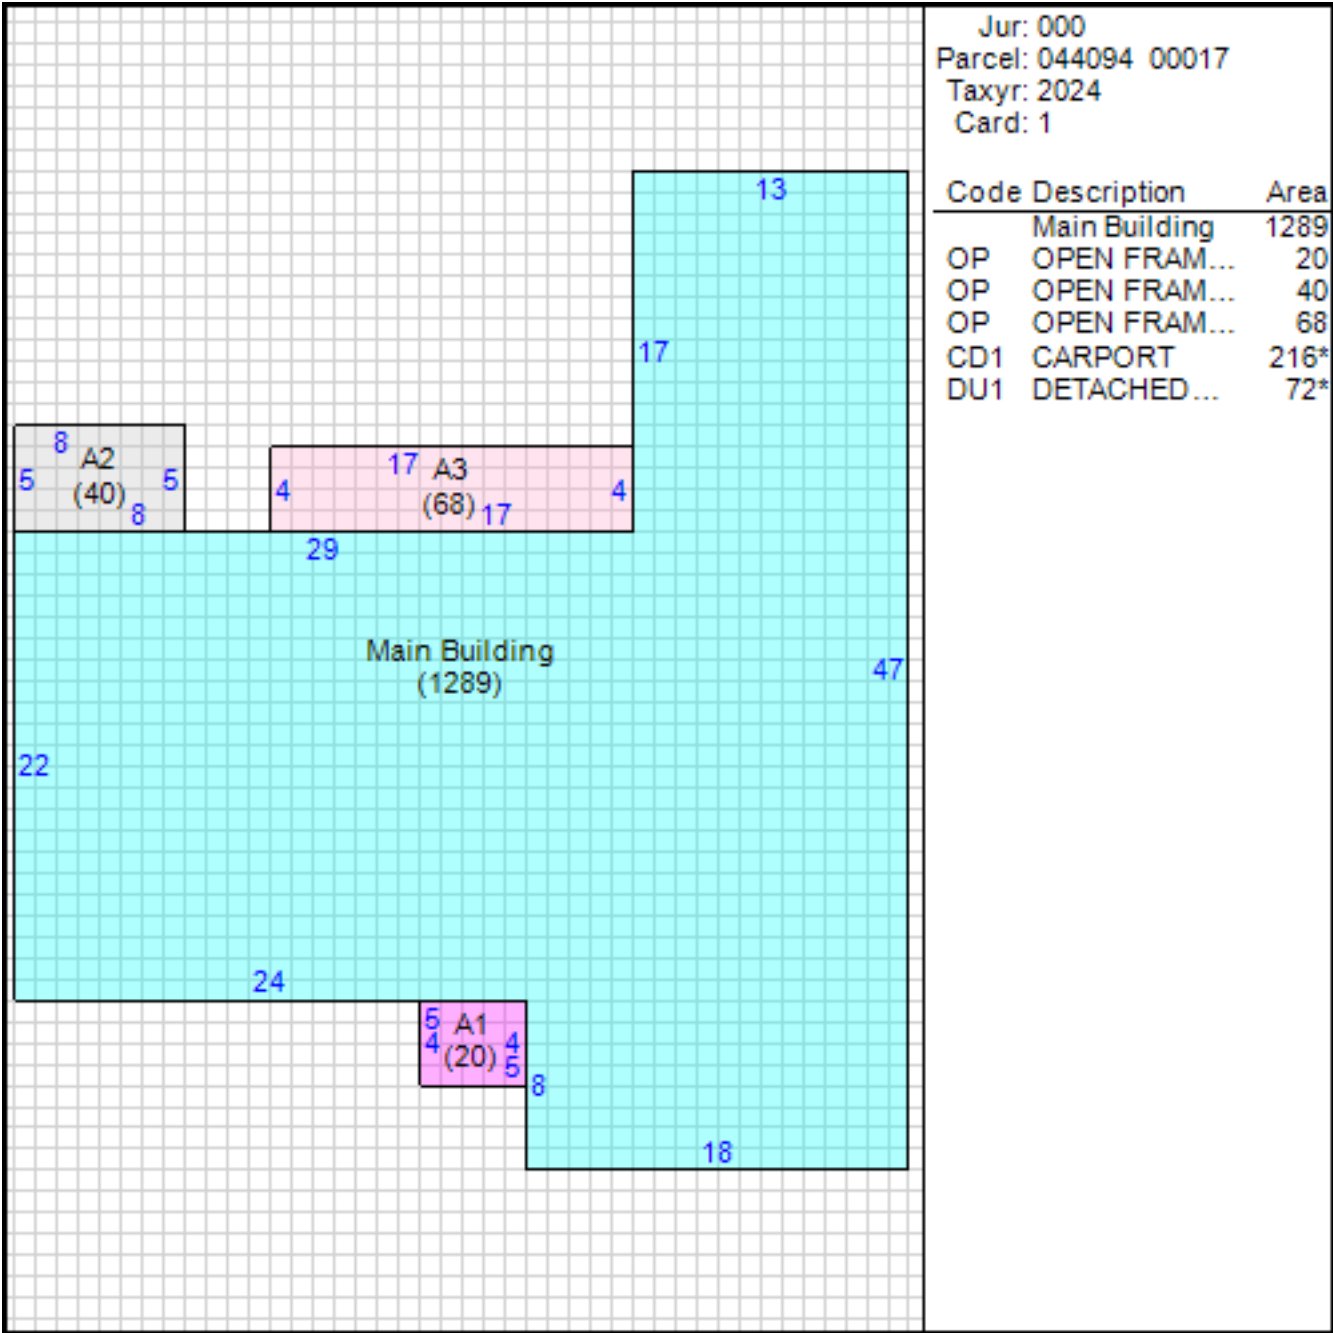 Jur: 000
Parcel: 044094 00017
Taxyr: 2024
Card: 1
Code Description Area
Main Building 1289
OP OPEN FRAM... 20
OP OPEN FRAM... 40
OP OPEN FRAM... 68
CD1 CARPORT 216*
DU1 DETACHED... 72*
13
17
8
A2
5
5
(40)
8
17
A3
4
4
(68)
17
29
Main Building
(1289)
47
22
24
5
A1
4
4
(20)
5
8
18